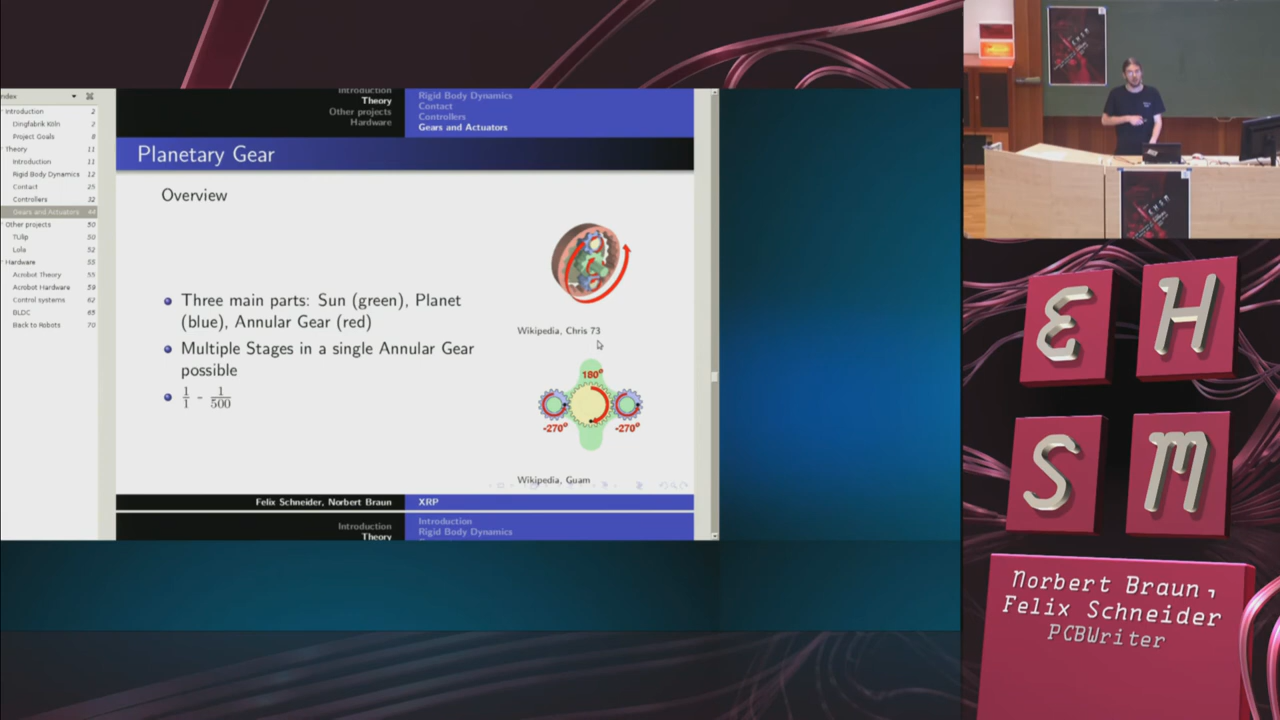 ndex
Introduction 2
Dingfabrik Köln 2
Project Goals 8
Theory 11
Introduction 11
Rigid Body Dynamics 12
Contact 25
Controllers 32
Gears and Actuators 44
Other projects 50
TUlip 50
Lola 52
Hardware 55
Acrobot Theory 55
Acrobot Hardware 59
Control systems 62
BLDC 65
Back to Robots 70
Introduction
Theory
Other projects
Hardware
Rigid Body Dynamics
Contact
Controllers
Gears and Actuators
Planetary Gear
Overview
Three main parts: Sun (green), Planet
(blue), Annular Gear (red)
Multiple Stages in a single Annular Gear
possible
1/1 - 1/500
Wikipedia, Chris 73
180°
-270° -270°
Wikipedia, Guam
Felix Schneider, Norbert Braun XRP
Introduction
Theory
Introduction
Rigid Body Dynamics
E H
S M
Norbert Braun,
Felix Schneider
PCBWriter